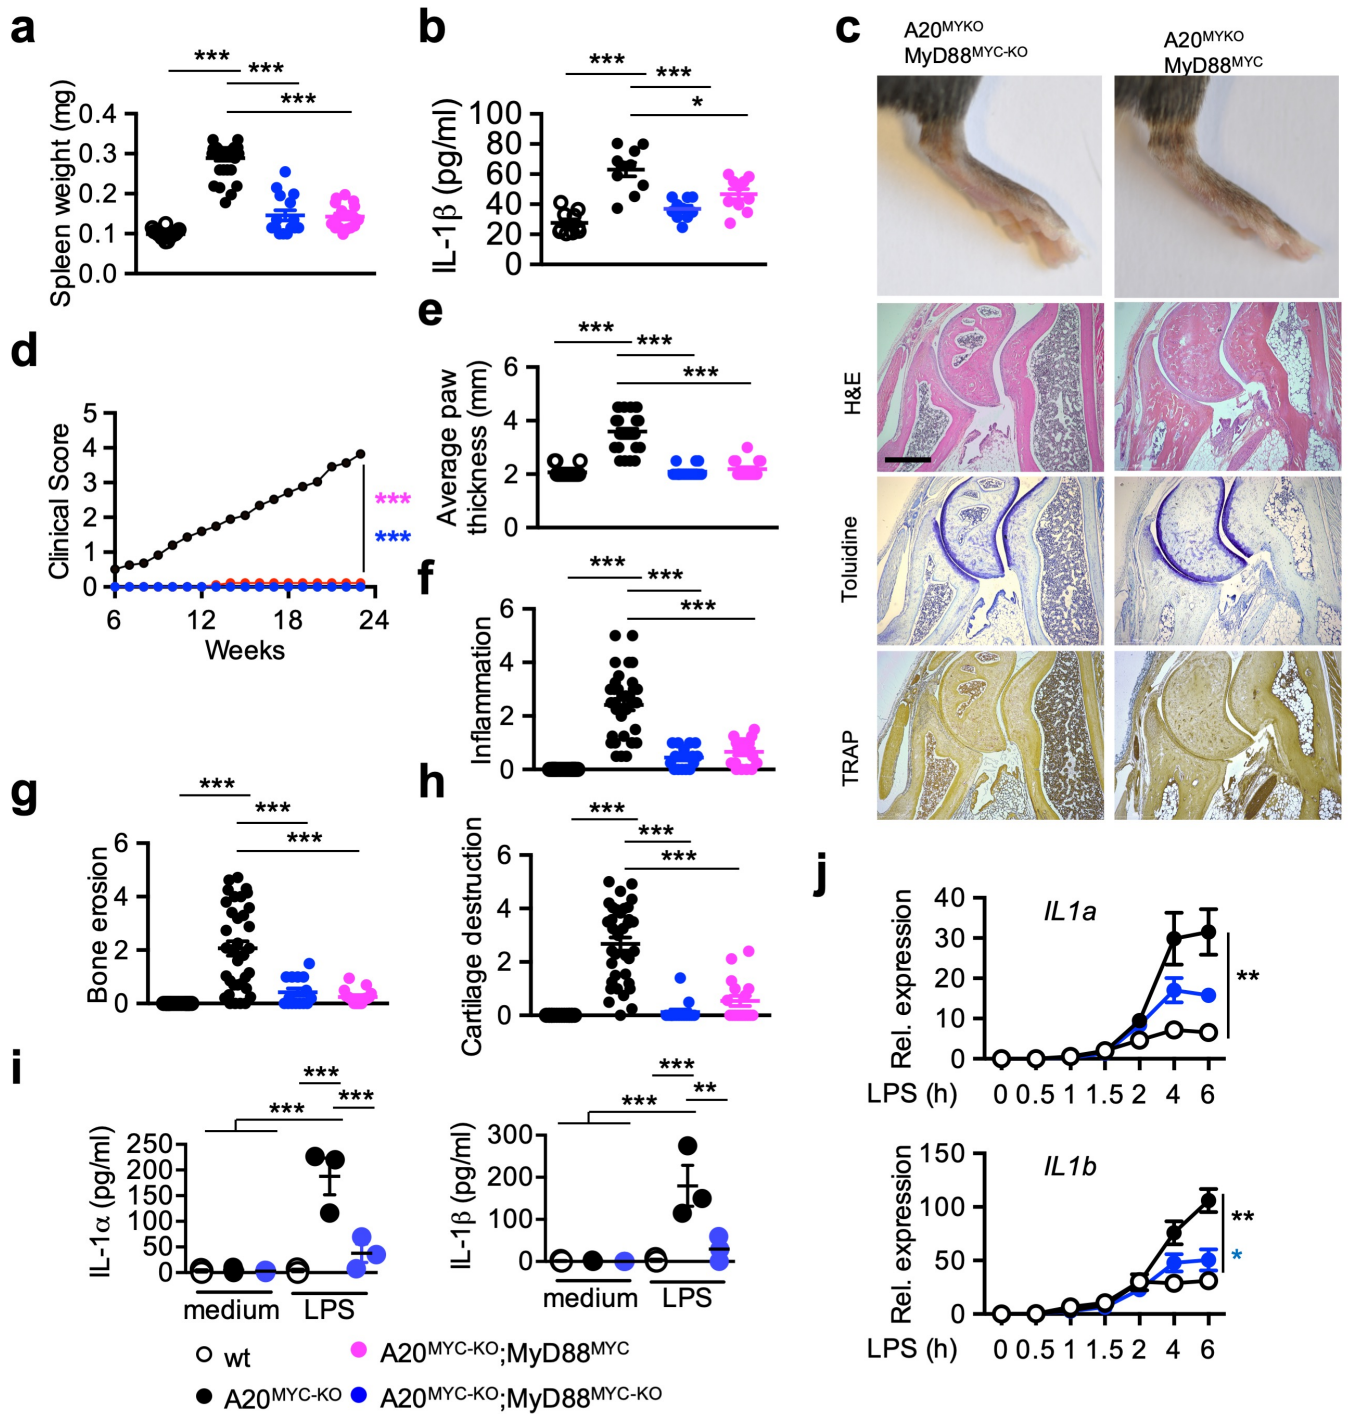 a
***
***
***
Spleen weight (mg)
0.4
0.3
0.2
0.1
0.0
b
***
***
*
IL-1β (pg/ml)
100
80
60
40
20
0
c
A20MYKO
MyD88MYC-KO
A20MYKO
MyD88MYC
H&E
Toluidine
TRAP
d
Clinical Score
5
4
3
2
1
0
***
***
6 12 18 24
Weeks
e
***
***
***
Average paw
thickness (mm)
6
4
2
0
f
***
***
***
Inflammation
6
4
2
0
g
***
***
***
Bone erosion
6
4
2
0
h
***
***
***
Cartilage destruction
6
4
2
0
i
***
***
***
IL-1α (pg/ml)
250
200
150
100
50
0
medium LPS
***
***
**
IL-1β (pg/ml)
300
200
100
0
medium LPS
j
IL1a
Rel. expression
40
30
20
10
0
**
LPS (h) 0 0.5 1 1.5 2 4 6
IL1b
Rel. expression
150
100
50
0
**
*
LPS (h) 0 0.5 1 1.5 2 4 6
wt
A20MYC-KO;MyD88MYC
A20MYC-KO
A20MYC-KO;MyD88MYC-KO